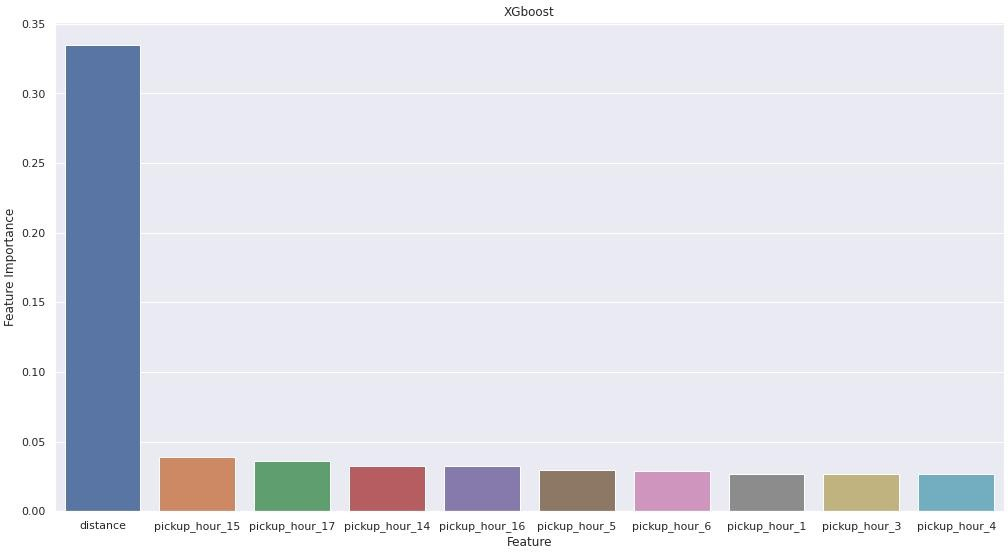 XGboost
Feature Importance
0.35
0.30
0.25
0.20
0.15
0.10
0.05
0.00
distance pickup_hour_15 pickup_hour_17 pickup_hour_14 pickup_hour_16 pickup_hour_5 pickup_hour_6 pickup_hour_1 pickup_hour_3 pickup_hour_4
Feature